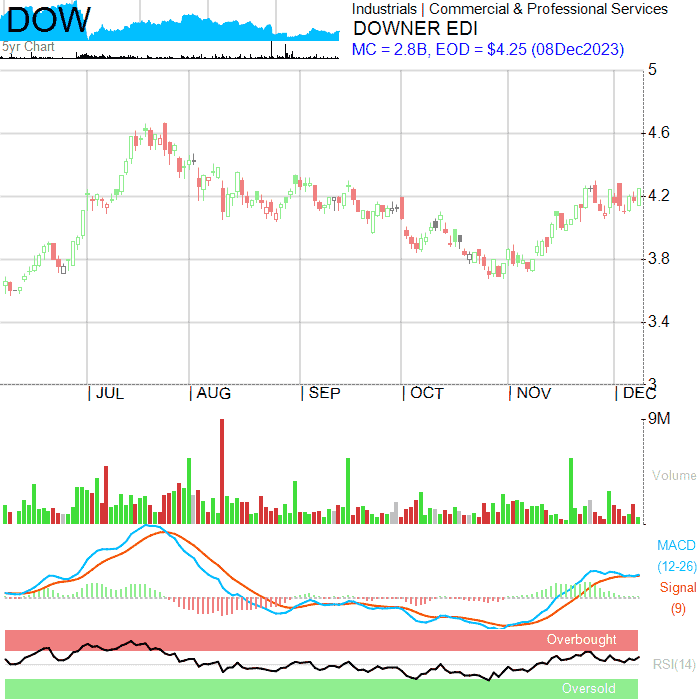 DOW
5yr Chart
Industrials | Commercial & Professional Services
DOWNER EDI
MC = 2.8B, EOD = $4.25 (08Dec2023)
5
4.6
4.2
3.8
3.4
3
| JUL | AUG | SEP | OCT | NOV | DEC
9M
Volume
MACD
(12-26)
Signal
(9)
Overbought
RSI(14)
Oversold